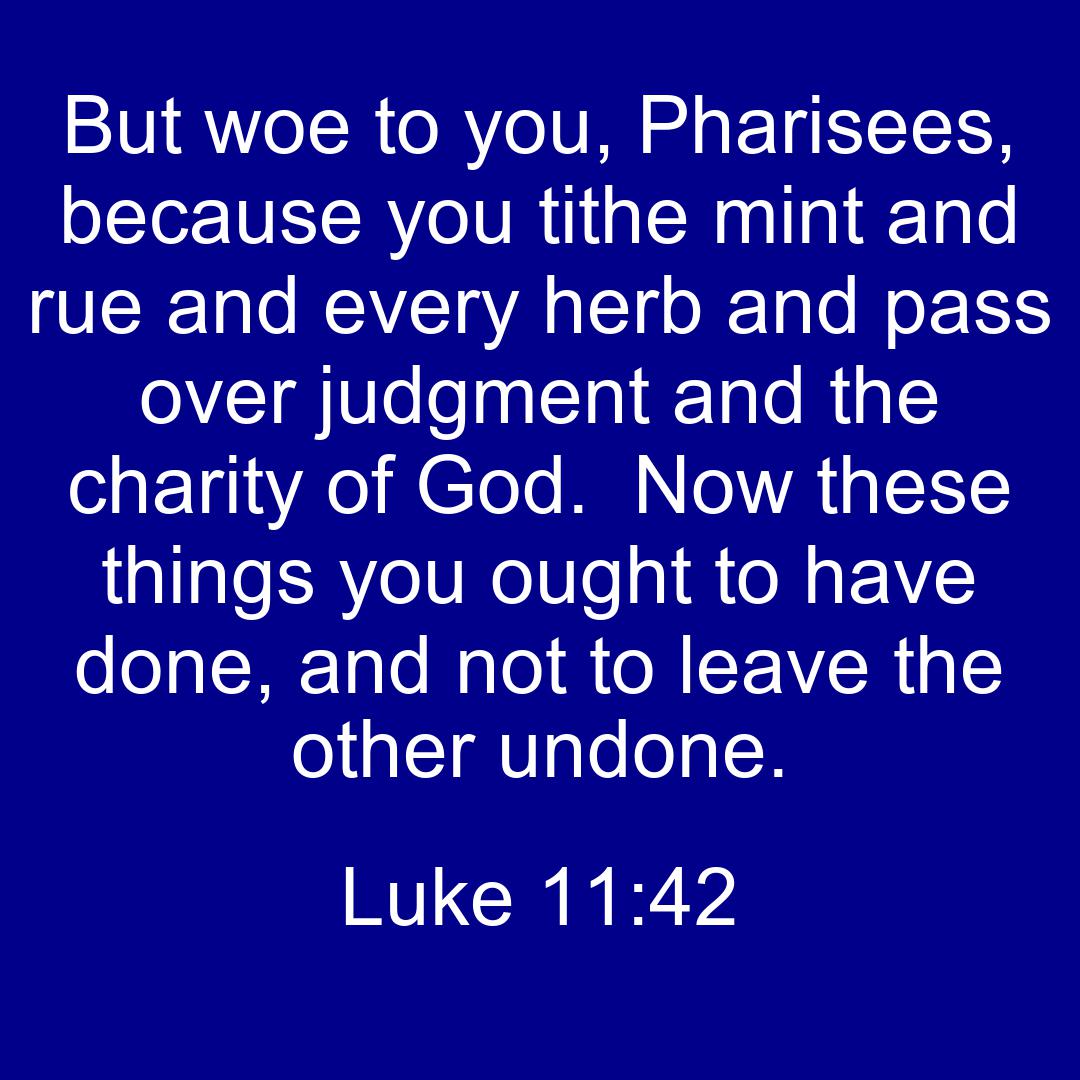 But woe to you, Pharisees,
because you tithe mint and
rue and every herb and pass
over judgment and the
charity of God.  Now these
things you ought to have
done, and not to leave the
other undone.
Luke 11:42